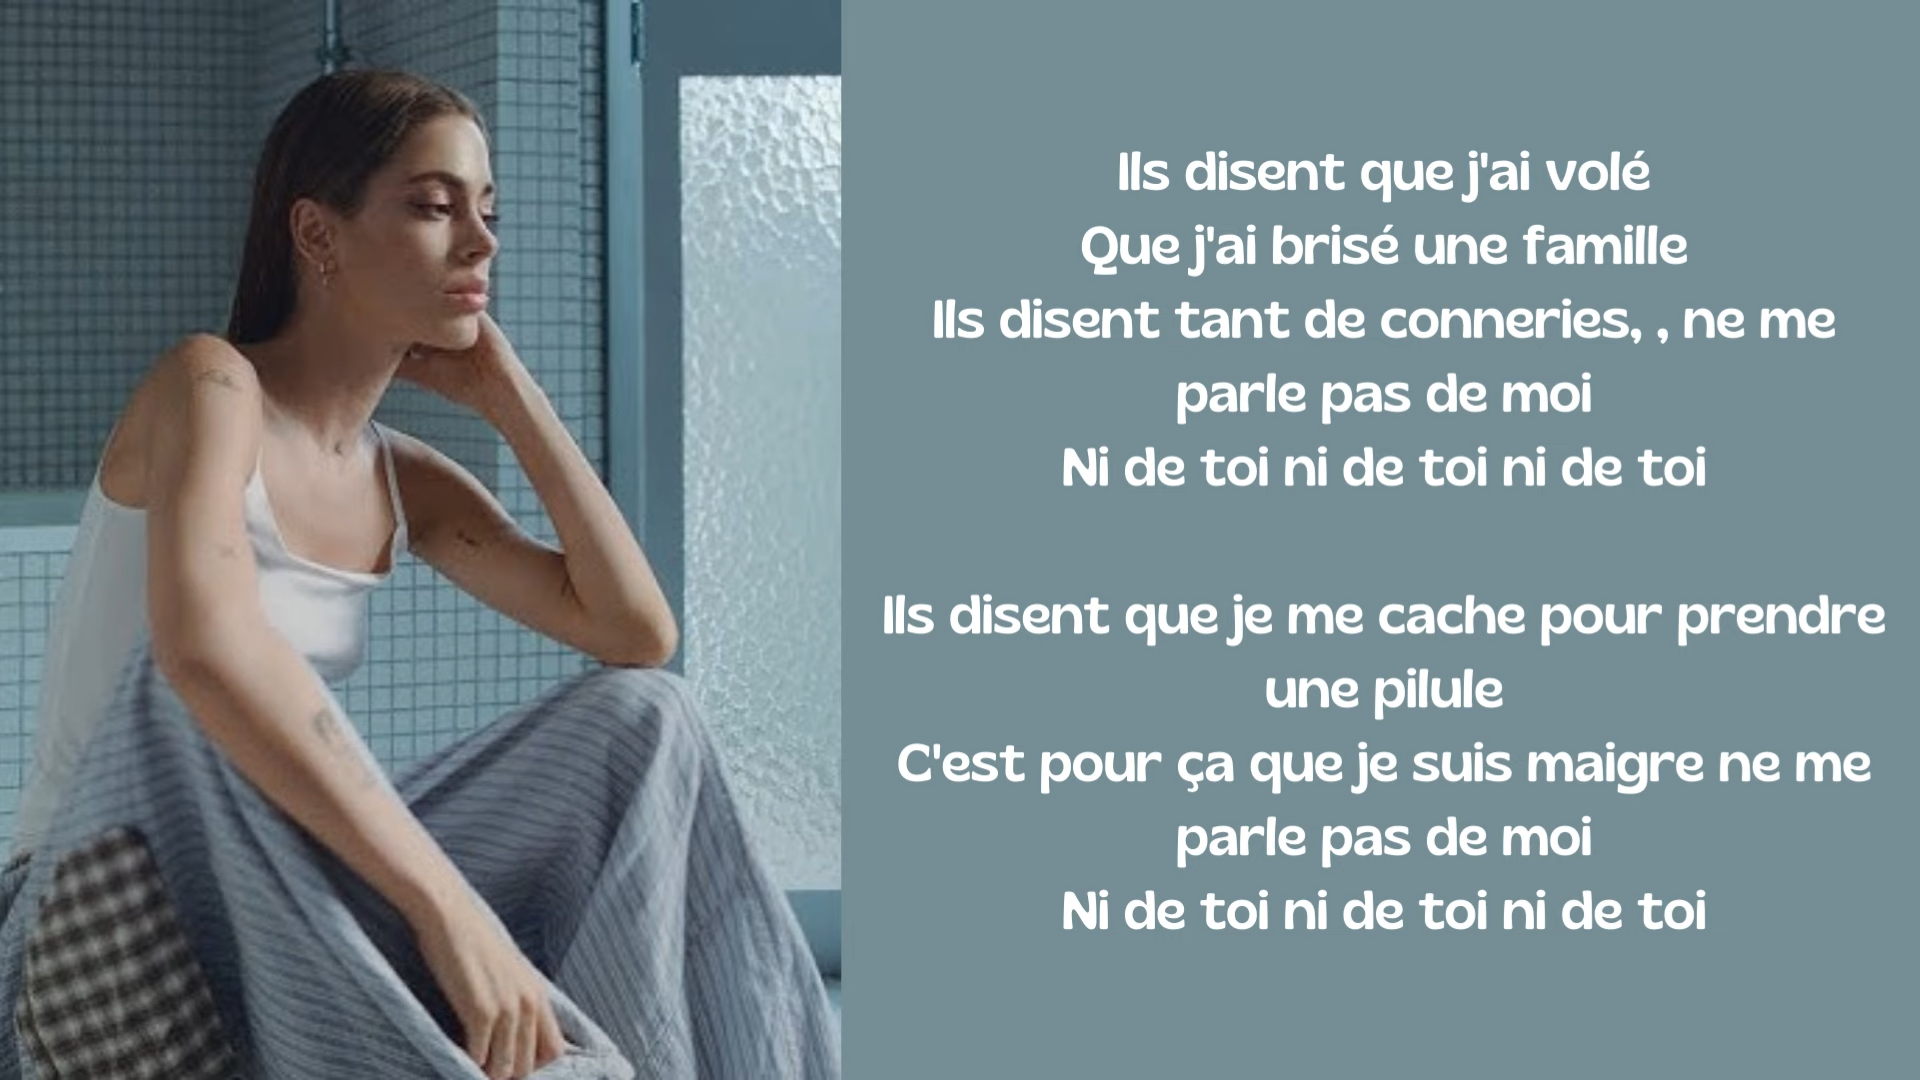 Ils disent que j'ai volé
Que j'ai brisé une famille
Ils disent tant de conneries, , ne me
parle pas de moi
Ni de toi ni de toi ni de toi
Ils disent que je me cache pour prendre
une pilule
C'est pour ça que je suis maigre ne me
parle pas de moi
Ni de toi ni de toi ni de toi